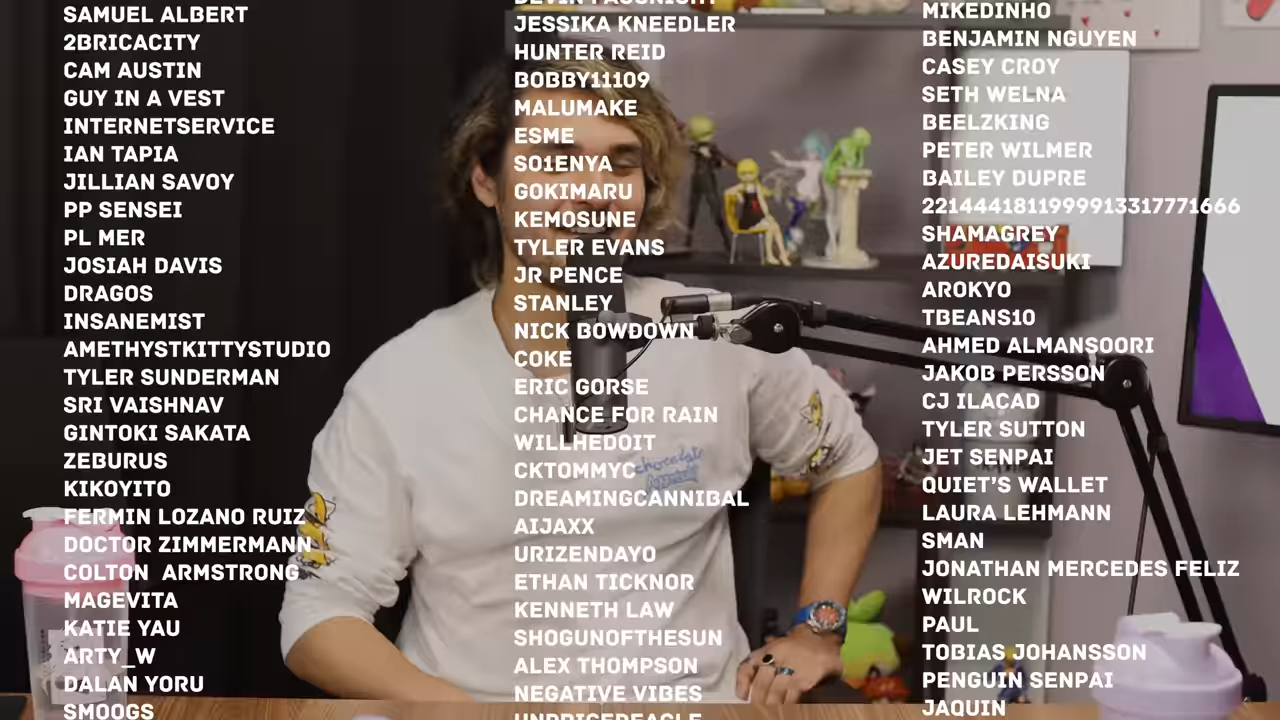 SAMUEL ALBERT
2BRICACITY
CAM AUSTIN
GUY IN A VEST
INTERNETSERVICE
IAN TAPIA
JILLIAN SAVOY
PP SENSEI
PL MER
JOSIAH DAVIS
DRAGOS
INSANEMIST
AMETHYSTKITTYSTUDIO
TYLER SUNDERMAN
SRI VAISHNAV
GINTOKI SAKATA
ZEBURUS
KIKOYITO
FERMIN LOZANO RUIZ
DOCTOR ZIMMERMANN
COLTON ARMSTRONG
MAGEVITA
KATIE YAU
ARTY_W
DALAN YORU
SMOOGS
JESSIKA KNEEDLER
HUNTER REID
BOBBY11109
MALUMAKE
ESME
SO1ENYA
GOKIMARU
KEMOSUNE
TYLER EVANS
JR PENCE
STANLEY
NICK BOWDOWN
COKE
ERIC GORSE
CHANCE FOR RAIN
WILLHEDOIT
CKTOMMYC
chocolate
DREAMINGCANNIBAL
AIJAXX
URIZENDAYO
ETHAN TICKNOR
KENNETH LAW
SHOGUNOFTHESUN
ALEX THOMPSON
NEGATIVE VIBES
MIKEDINHO
BENJAMIN NGUYEN
CASEY CROY
SETH WELNA
BEELZKING
PETER WILMER
BAILEY DUPRE
2214441811999913317771666
SHAMAGREY
AZUREDAISUKI
AROKYO
TBEANS10
AHMED ALMANSOORI
JAKOB PERSSON
CJ ILACAD
TYLER SUTTON
JET SENPAI
QUIET'S WALLET
LAURA LEHMANN
SMAN
JONATHAN MERCEDES FELIZ
WILROCK
PAUL
TOBIAS JOHANSSON
PENGUIN SENPAI
JAQUIN